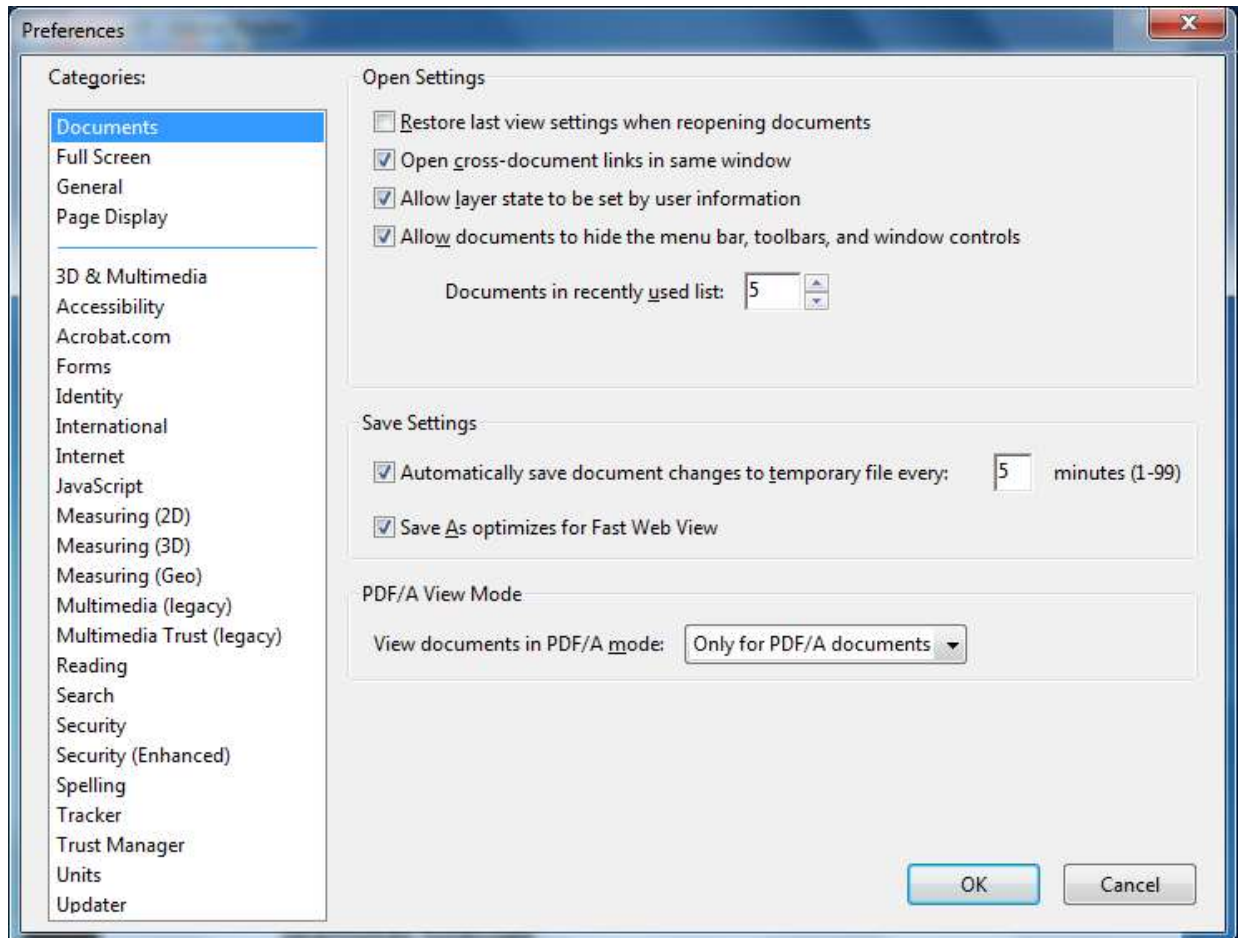 Preferences
Categories:
Documents
Full Screen
General
Page Display
3D & Multimedia
Accessibility
Acrobat.com
Forms
Identity
International
Internet
JavaScript
Measuring (2D)
Measuring (3D)
Measuring (Geo)
Multimedia (legacy)
Multimedia Trust (legacy)
Reading
Search
Security
Security (Enhanced)
Spelling
Tracker
Trust Manager
Units
Updater
Open Settings
Restore last view settings when reopening documents
Open cross-document links in same window
Allow layer state to be set by user information
Allow documents to hide the menu bar, toolbars, and window controls
Documents in recently used list: 5
Save Settings
Automatically save document changes to temporary file every: 5 minutes (1-99)
Save As optimizes for Fast Web View
PDF/A View Mode
View documents in PDF/A mode: Only for PDF/A documents
OK Cancel